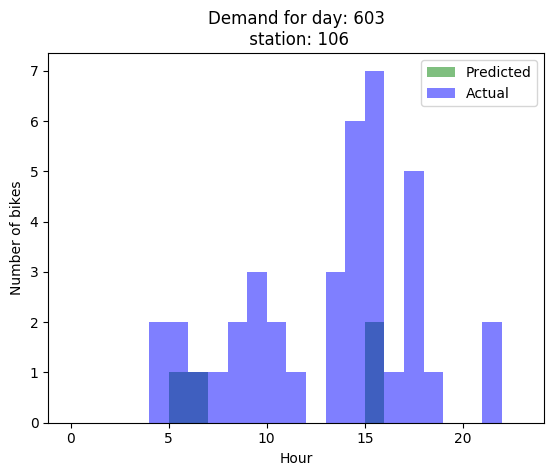 Demand for day: 603
station: 106
Predicted
Actual
Number of bikes
7
6
5
4
3
2
1
0
0 5 10 15 20
Hour